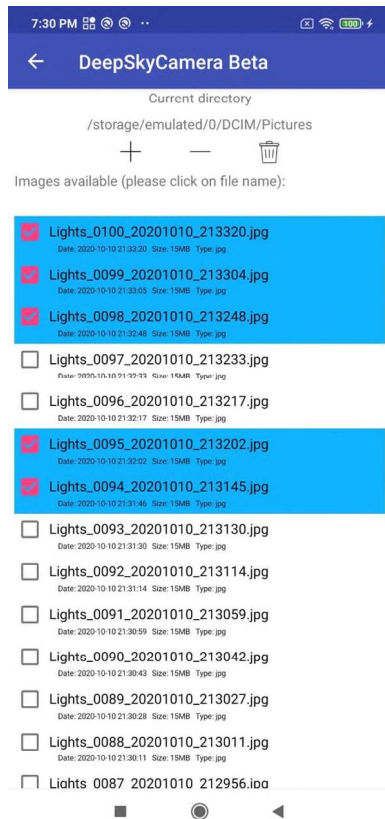 7:30 PM
100
DeepSkyCamera Beta
Current directory
/storage/emulated/0/DCIM/Pictures
Images available (please click on file name):
Lights_0100_20201010_213320.jpg
Date: 2020-10-10 21:33:20 Size: 15MB Type: jpg
Lights_0099_20201010_213304.jpg
Date: 2020-10-10 21:33:05 Size: 15MB Type: jpg
Lights_0098_20201010_213248.jpg
Date: 2020-10-10 21:32:48 Size: 15MB Type: jpg
Lights_0097_20201010_213233.jpg
Date: 2020-10-10 21:32:33 Size: 15MB Type: jpg
Lights_0096_20201010_213217.jpg
Date: 2020-10-10 21:32:17 Size: 15MB Type: jpg
Lights_0095_20201010_213202.jpg
Date: 2020-10-10 21:32:02 Size: 15MB Type: jpg
Lights_0094_20201010_213145.jpg
Date: 2020-10-10 21:31:46 Size: 15MB Type: jpg
Lights_0093_20201010_213130.jpg
Date: 2020-10-10 21:31:30 Size: 15MB Type: jpg
Lights_0092_20201010_213114.jpg
Date: 2020-10-10 21:31:14 Size: 15MB Type: jpg
Lights_0091_20201010_213059.jpg
Date: 2020-10-10 21:30:59 Size: 15MB Type: jpg
Lights_0090_20201010_213042.jpg
Date: 2020-10-10 21:30:43 Size: 15MB Type: jpg
Lights_0089_20201010_213027.jpg
Date: 2020-10-10 21:30:28 Size: 15MB Type: jpg
Lights_0088_20201010_213011.jpg
Date: 2020-10-10 21:30:11 Size: 15MB Type: jpg
Lights_0087_20201010_212956.jpg